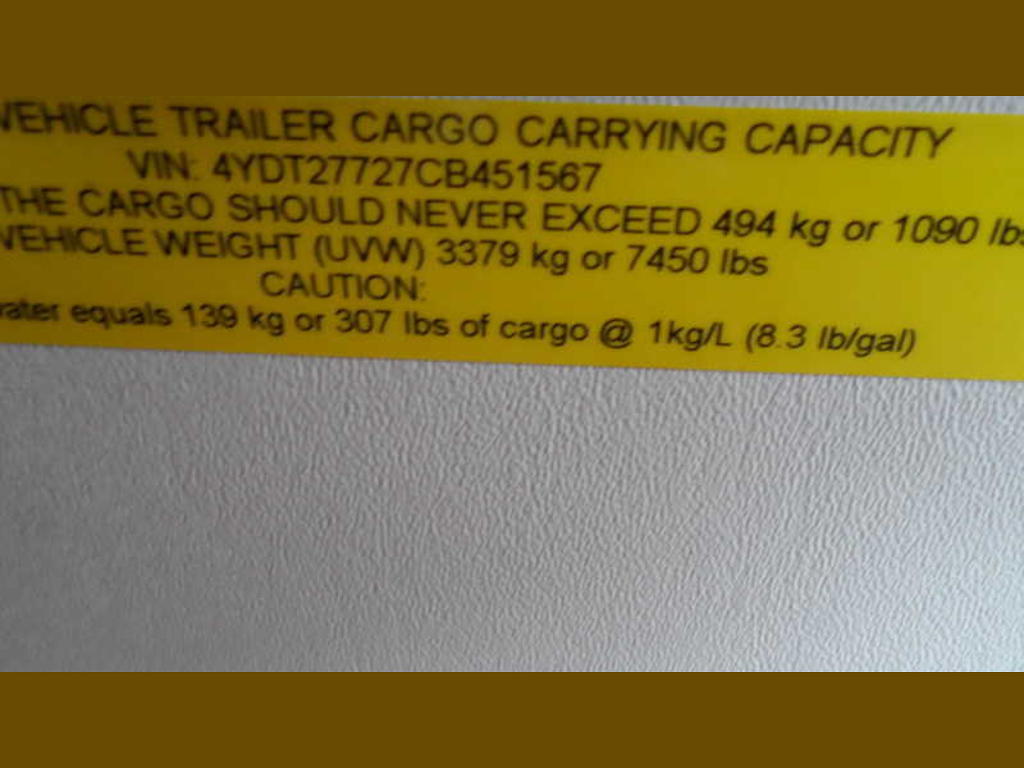 VEHICLE TRAILER CARGO CARRYING CAPACITY
VIN: 4YDT27727CB451567
THE CARGO SHOULD NEVER EXCEED 494 kg or 1090 lbs
VEHICLE WEIGHT (UVW) 3379 kg or 7450 lbs
CAUTION:
water equals 139 kg or 307 lbs of cargo @ 1kg/L (8.3 lb/gal)